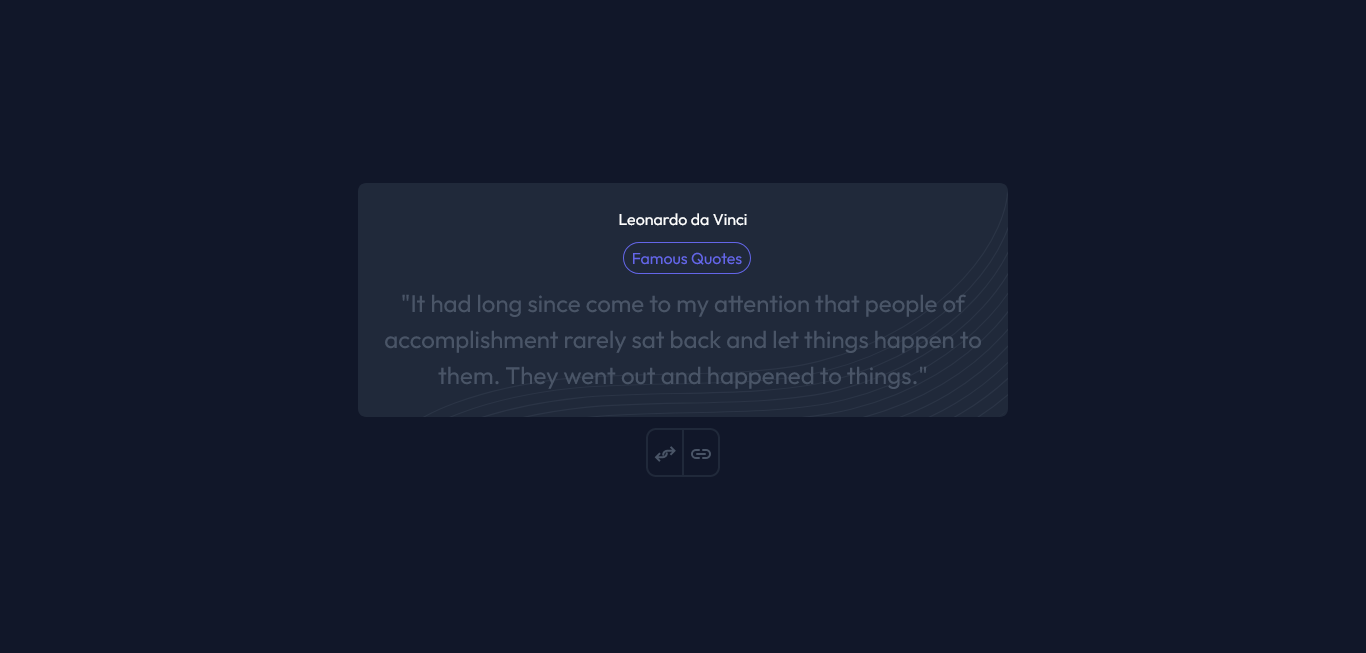 Leonardo da Vinci
Famous Quotes
"It had long since come to my attention that people of
accomplishment rarely sat back and let things happen to
them. They went out and happened to things."